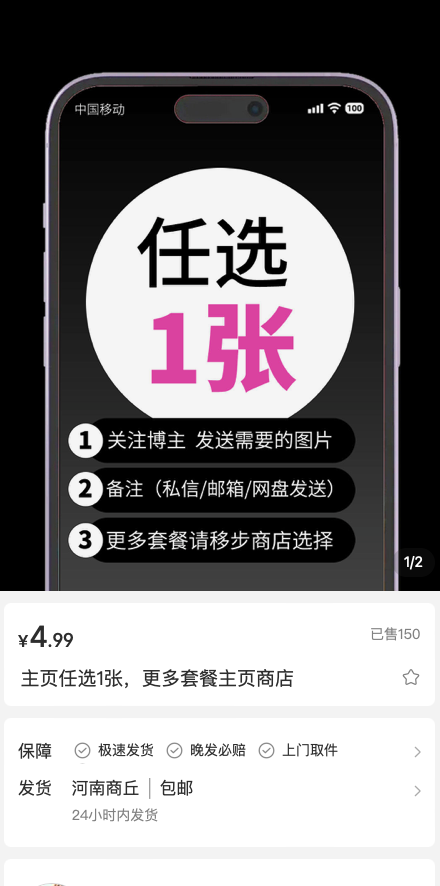 中国移动
100
任选
1张
1 关注博主 发送需要的图片
2 备注（私信/邮箱/网盘发送）
3 更多套餐请移步商店选择
1/2
¥4.99
已售150
主页任选1张，更多套餐主页商店
保障 极速发货 晚发必赔 上门取件
发货 河南商丘 | 包邮
24小时内发货